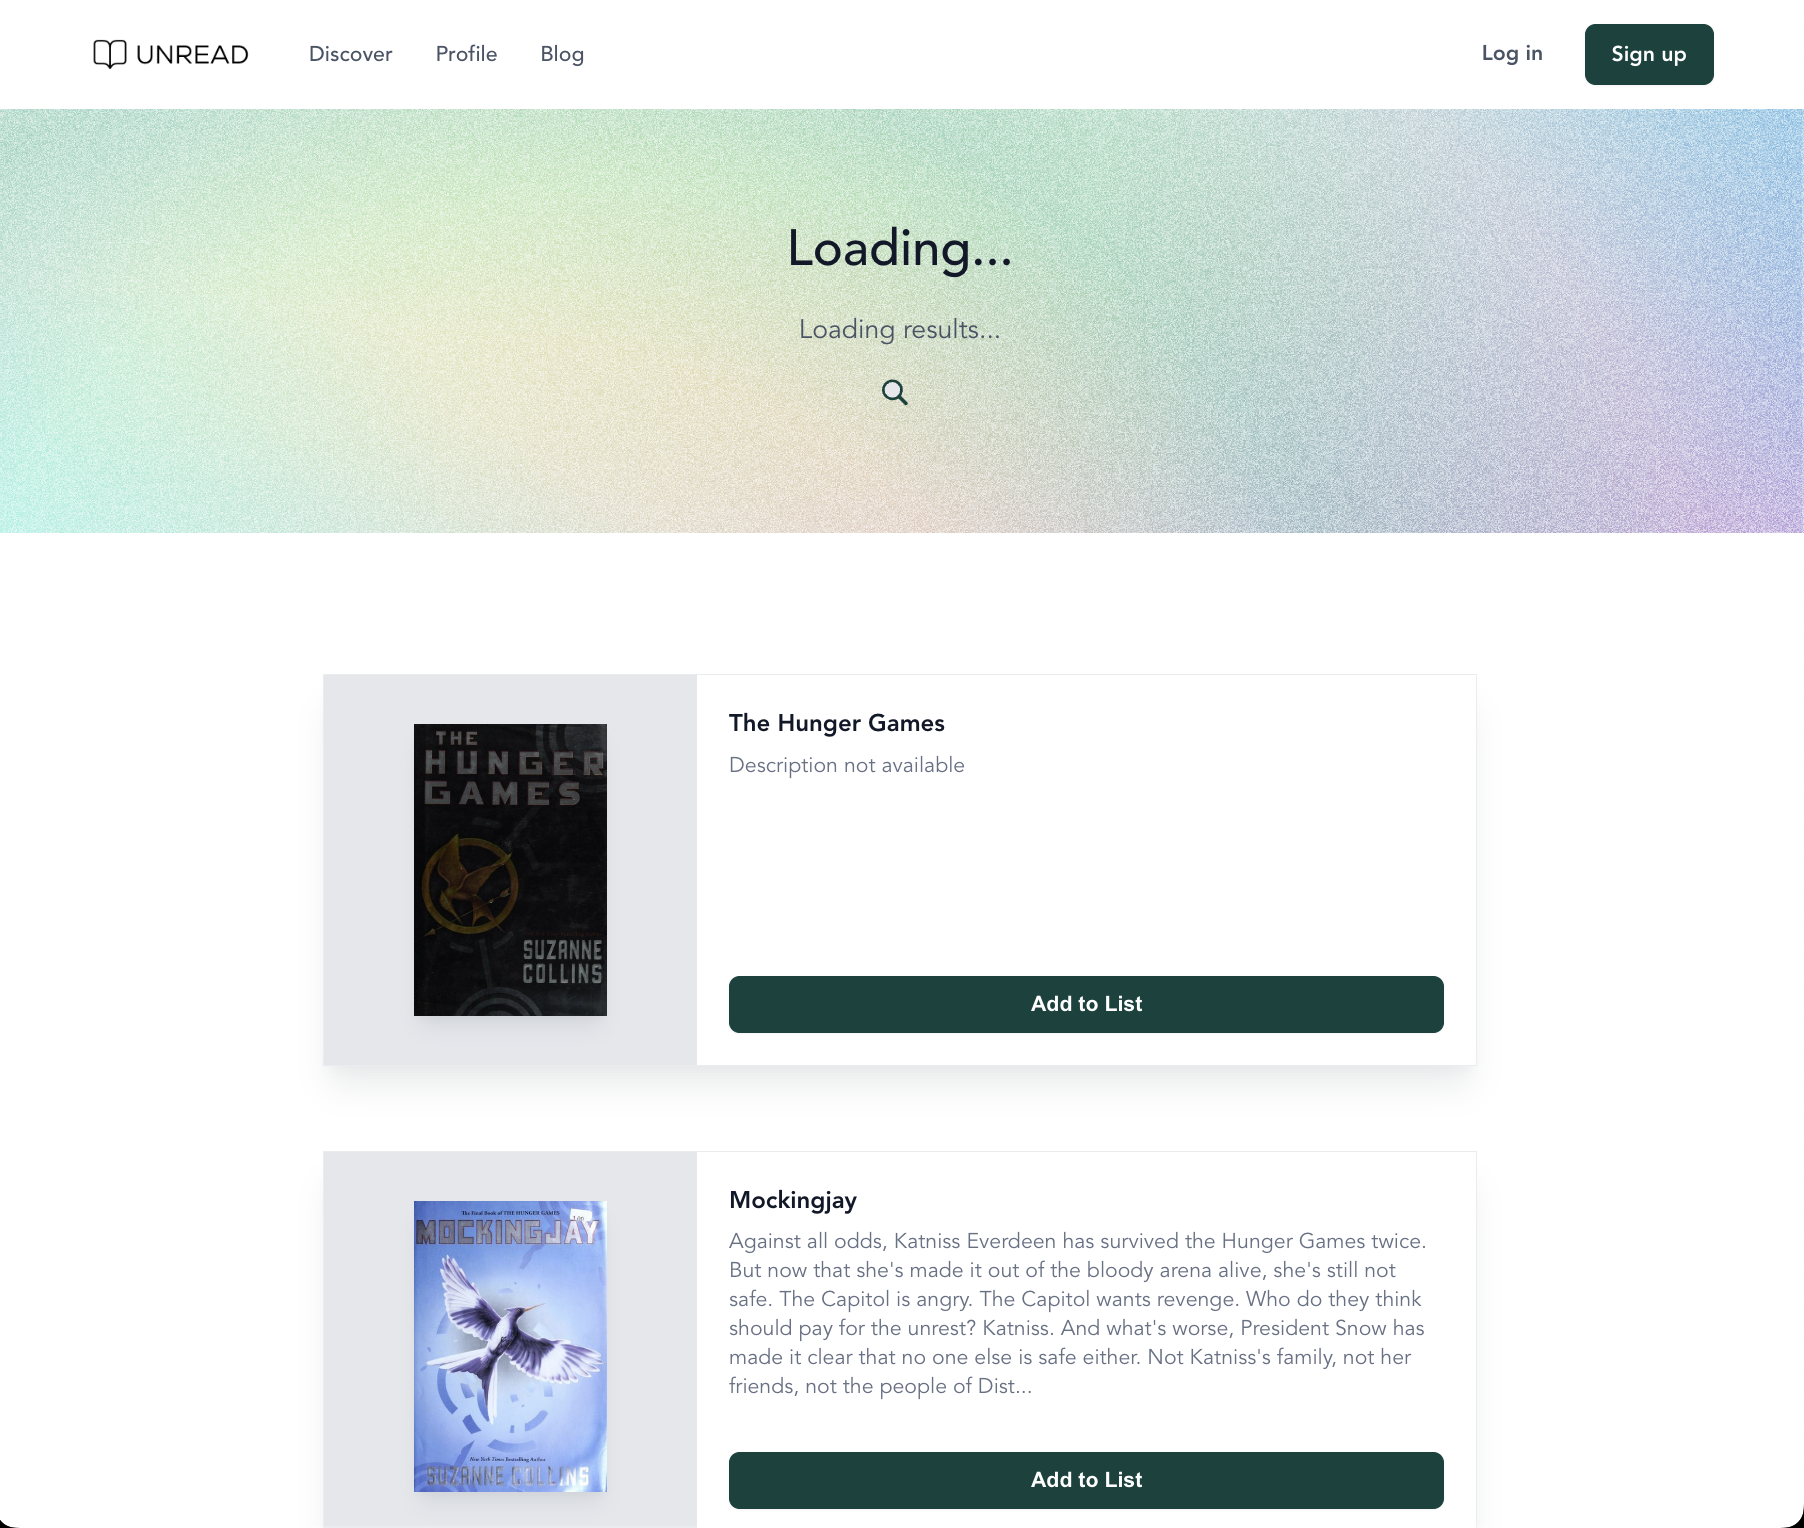 UNREAD
Discover
Profile
Blog
Log in
Sign up
Loading...
Loading results...
THE
HUNGER
GAMES
SUZANNE
COLLINS
The Hunger Games
Description not available
Add to List
The Final Book of THE HUNGER GAMES
MOCKINGJAY
New York Times Bestselling Author
SUZANNE COLLINS
Mockingjay
Against all odds, Katniss Everdeen has survived the Hunger Games twice.
But now that she's made it out of the bloody arena alive, she's still not
safe. The Capitol is angry. The Capitol wants revenge. Who do they think
should pay for the unrest? Katniss. And what's worse, President Snow has
made it clear that no one else is safe either. Not Katniss's family, not her
friends, not the people of Dist...
Add to List